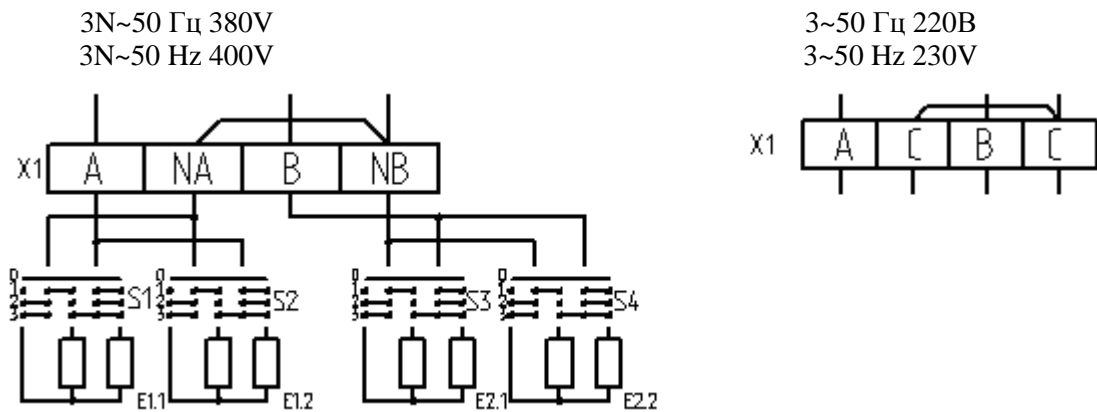 3N~50 Гц 380V
3N~50 Hz 400V
3~50 Гц 220В
3~50 Hz 230V
X1 A NA B NB
X1 A C B C
0
1
2
3
S1
0
1
2
3
S2
0
1
2
3
S3
0
1
2
3
S4
E1.1 E1.2 E2.1 E2.2